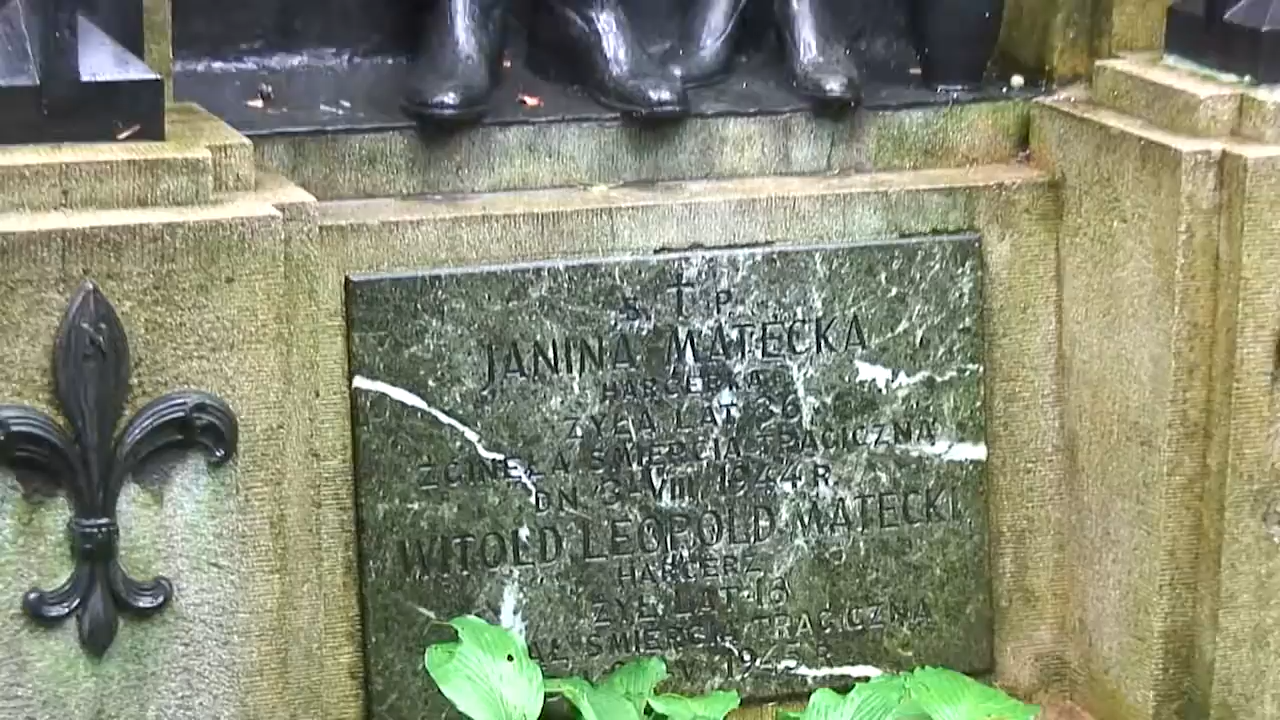 Ś † P
JANINA MATECKA
HARCERKA
ŻYŁA LAT 26
ZGINĘŁA ŚMIERCIĄ TRAGICZNĄ
DN 3-VIII 1944 R
WITOLD LEOPOLD MATECKI
HARCERZ
ŻYŁ LAT 16
ŚMIERCIĄ TRAGICZNĄ
1945 R